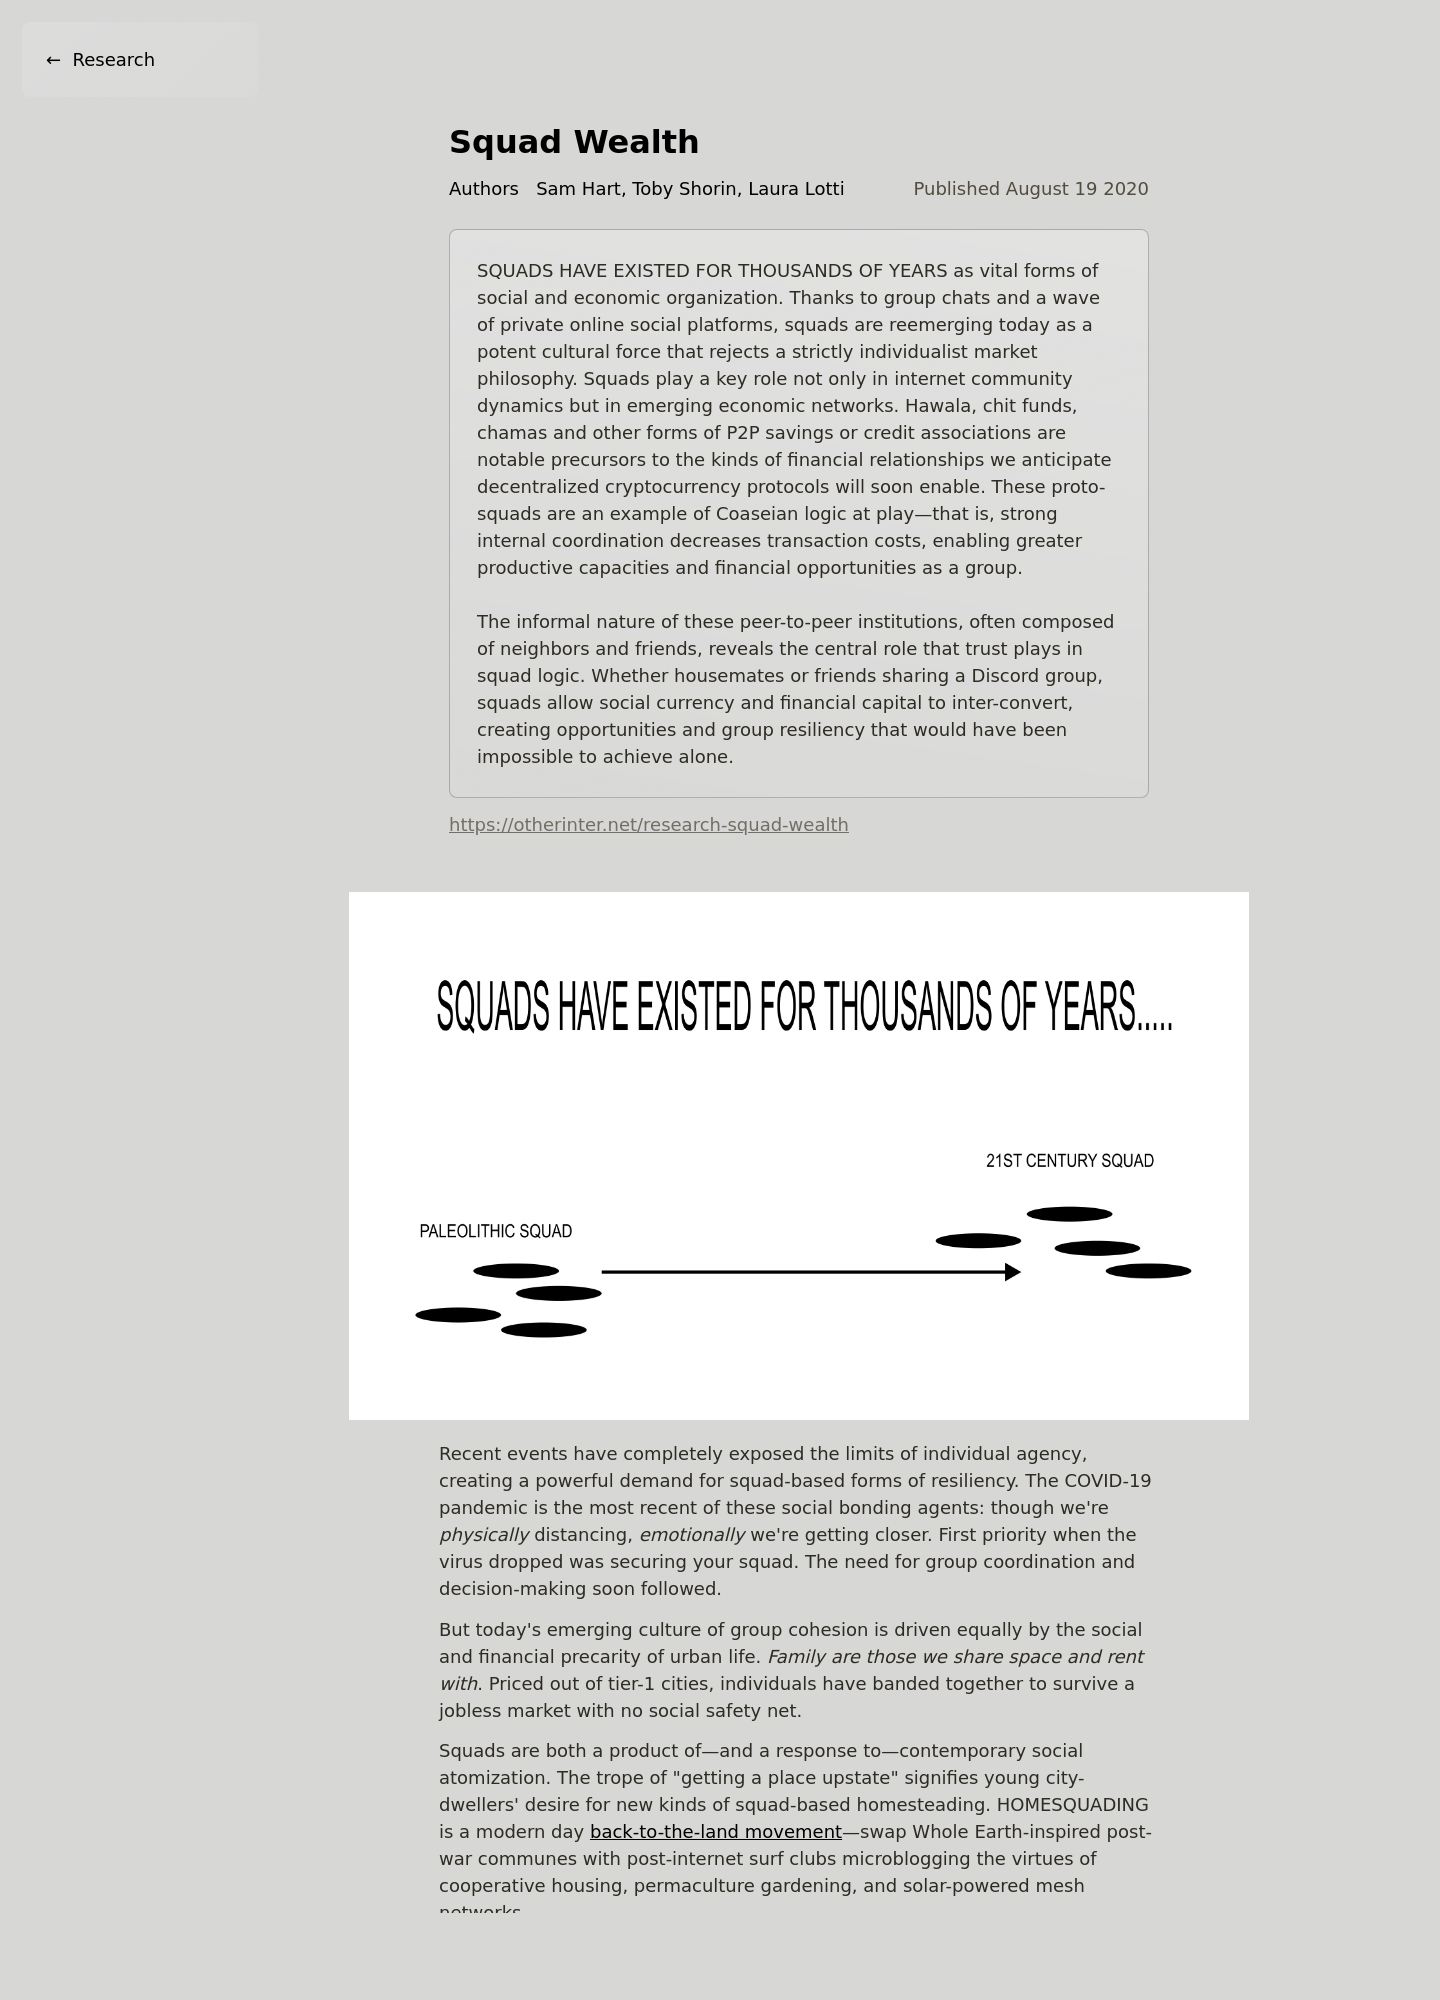 ← Research
Squad Wealth
Authors Sam Hart, Toby Shorin, Laura Lotti Published August 19 2020
SQUADS HAVE EXISTED FOR THOUSANDS OF YEARS as vital forms of
social and economic organization. Thanks to group chats and a wave
of private online social platforms, squads are reemerging today as a
potent cultural force that rejects a strictly individualist market
philosophy. Squads play a key role not only in internet community
dynamics but in emerging economic networks. Hawala, chit funds,
chamas and other forms of P2P savings or credit associations are
notable precursors to the kinds of financial relationships we anticipate
decentralized cryptocurrency protocols will soon enable. These proto-
squads are an example of Coaseian logic at play—that is, strong
internal coordination decreases transaction costs, enabling greater
productive capacities and financial opportunities as a group.
The informal nature of these peer-to-peer institutions, often composed
of neighbors and friends, reveals the central role that trust plays in
squad logic. Whether housemates or friends sharing a Discord group,
squads allow social currency and financial capital to inter-convert,
creating opportunities and group resiliency that would have been
impossible to achieve alone.
https://otherinter.net/research-squad-wealth
SQUADS HAVE EXISTED FOR THOUSANDS OF YEARS.....
21ST CENTURY SQUAD
PALEOLITHIC SQUAD
Recent events have completely exposed the limits of individual agency,
creating a powerful demand for squad-based forms of resiliency. The COVID-19
pandemic is the most recent of these social bonding agents: though we're
physically distancing, emotionally we're getting closer. First priority when the
virus dropped was securing your squad. The need for group coordination and
decision-making soon followed.
But today's emerging culture of group cohesion is driven equally by the social
and financial precarity of urban life. Family are those we share space and rent
with. Priced out of tier-1 cities, individuals have banded together to survive a
jobless market with no social safety net.
Squads are both a product of—and a response to—contemporary social
atomization. The trope of "getting a place upstate" signifies young city-
dwellers' desire for new kinds of squad-based homesteading. HOMESQUADING
is a modern day back-to-the-land movement—swap Whole Earth-inspired post-
war communes with post-internet surf clubs microblogging the virtues of
cooperative housing, permaculture gardening, and solar-powered mesh
networks.